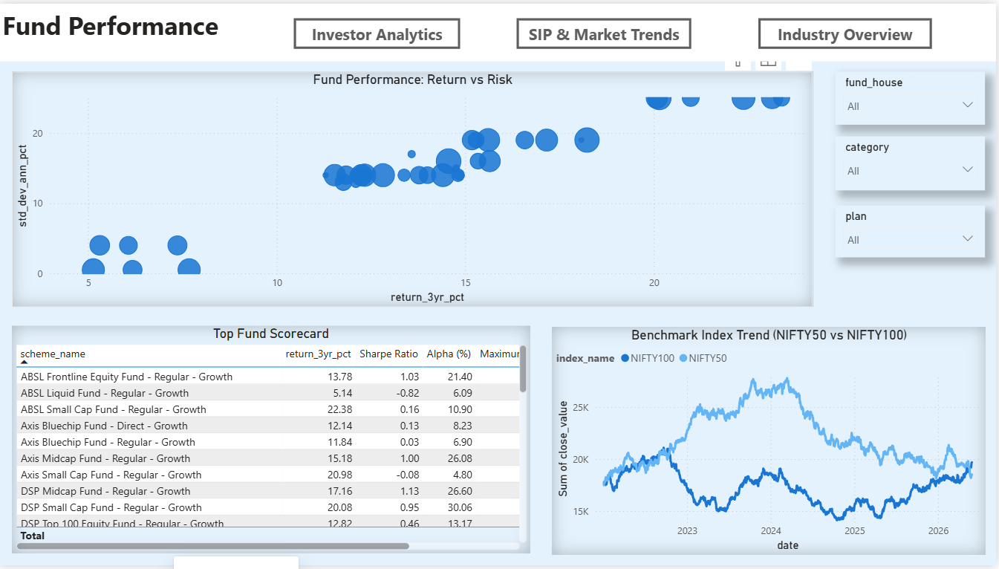 Fund Performance
Investor Analytics
SIP & Market Trends
Industry Overview
Fund Performance: Return vs Risk
std_dev_ann_pct
20
10
0
5 10 15 20
return_3yr_pct
fund_house
All
category
All
plan
All
Top Fund Scorecard
scheme_name return_3yr_pct Sharpe Ratio Alpha (%) Maximur
ABSL Frontline Equity Fund - Regular - Growth 13.78 1.03 21.40
ABSL Liquid Fund - Regular - Growth 5.14 -0.82 6.09
ABSL Small Cap Fund - Regular - Growth 22.38 0.16 10.90
Axis Bluechip Fund - Direct - Growth 12.14 0.13 8.23
Axis Bluechip Fund - Regular - Growth 11.84 0.03 6.90
Axis Midcap Fund - Regular - Growth 15.18 1.00 26.08
Axis Small Cap Fund - Regular - Growth 20.98 -0.08 4.80
DSP Midcap Fund - Regular - Growth 17.16 1.13 26.60
DSP Small Cap Fund - Regular - Growth 20.08 0.95 30.06
DSP Top 100 Equity Fund - Regular - Growth 12.82 0.46 13.17
Total
Benchmark Index Trend (NIFTY50 vs NIFTY100)
index_name NIFTY100 NIFTY50
Sum of close_value
25K
20K
15K
2023 2024 2025 2026
date